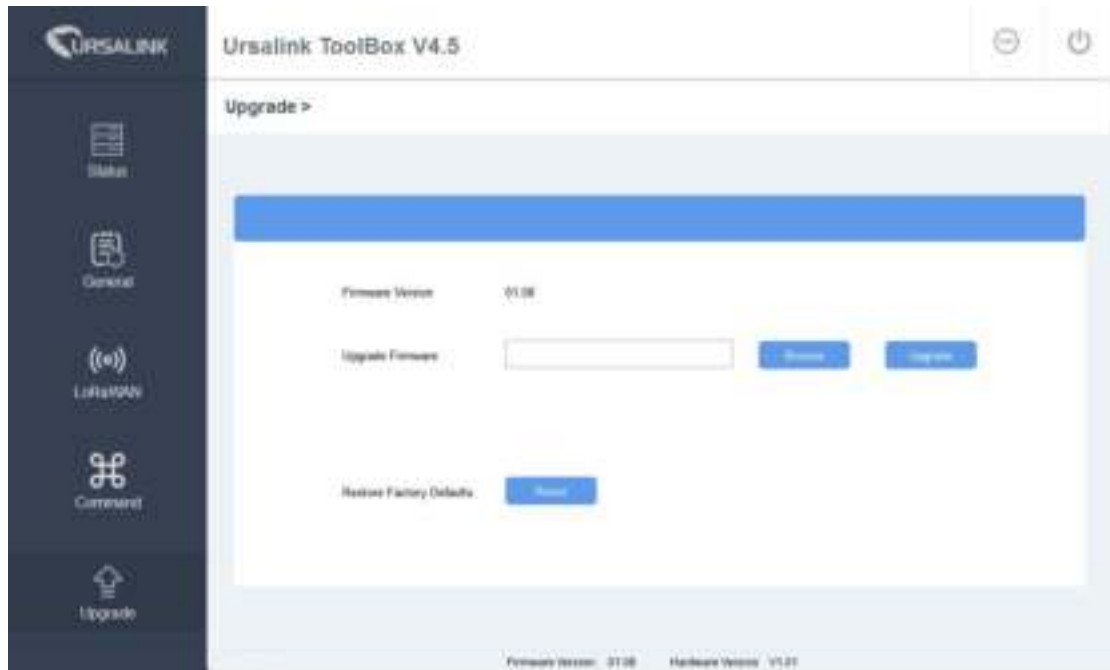 URSALINK
Ursalink ToolBox V4.5
Upgrade >
Status
General
LoRaWAN
Command
Upgrade
Firmware Version 01.08
Upgrade Firmware Browse Upgrade
Restore Factory Defaults Reset
Firmware Version 01.08 Hardware Version V1.01